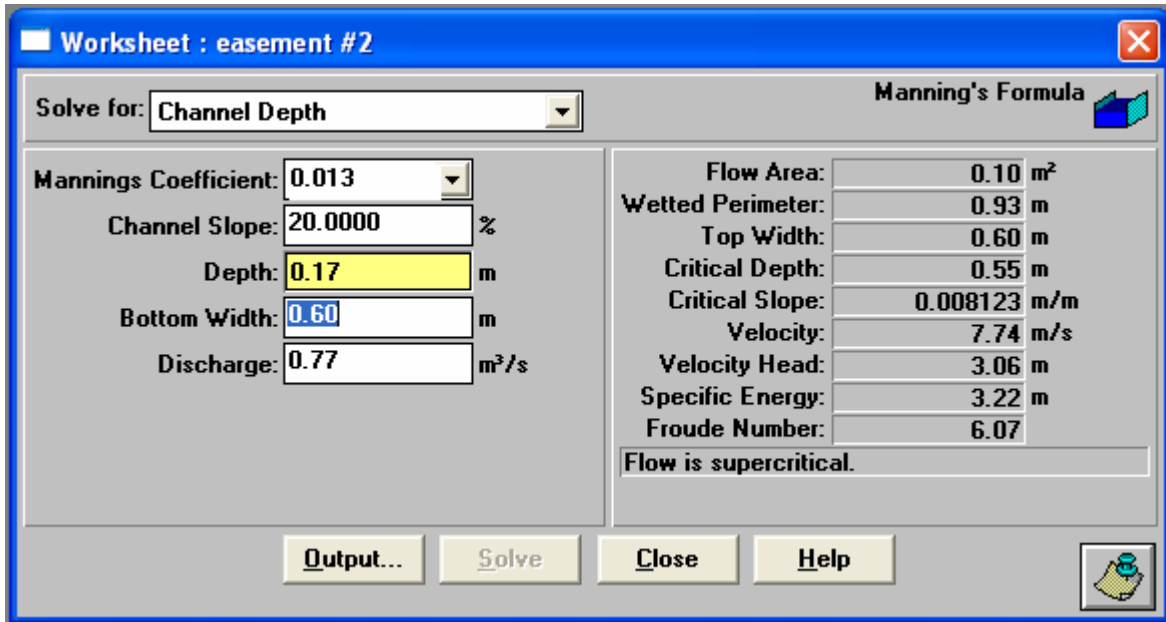 Worksheet : easement #2
Solve for: Channel Depth
Manning's Formula
Mannings Coefficient: 0.013
Channel Slope: 20.0000 %
Depth: 0.17 m
Bottom Width: 0.60 m
Discharge: 0.77 m³/s
Flow Area: 0.10 m²
Wetted Perimeter: 0.93 m
Top Width: 0.60 m
Critical Depth: 0.55 m
Critical Slope: 0.008123 m/m
Velocity: 7.74 m/s
Velocity Head: 3.06 m
Specific Energy: 3.22 m
Froude Number: 6.07
Flow is supercritical.
Output... Solve Close Help